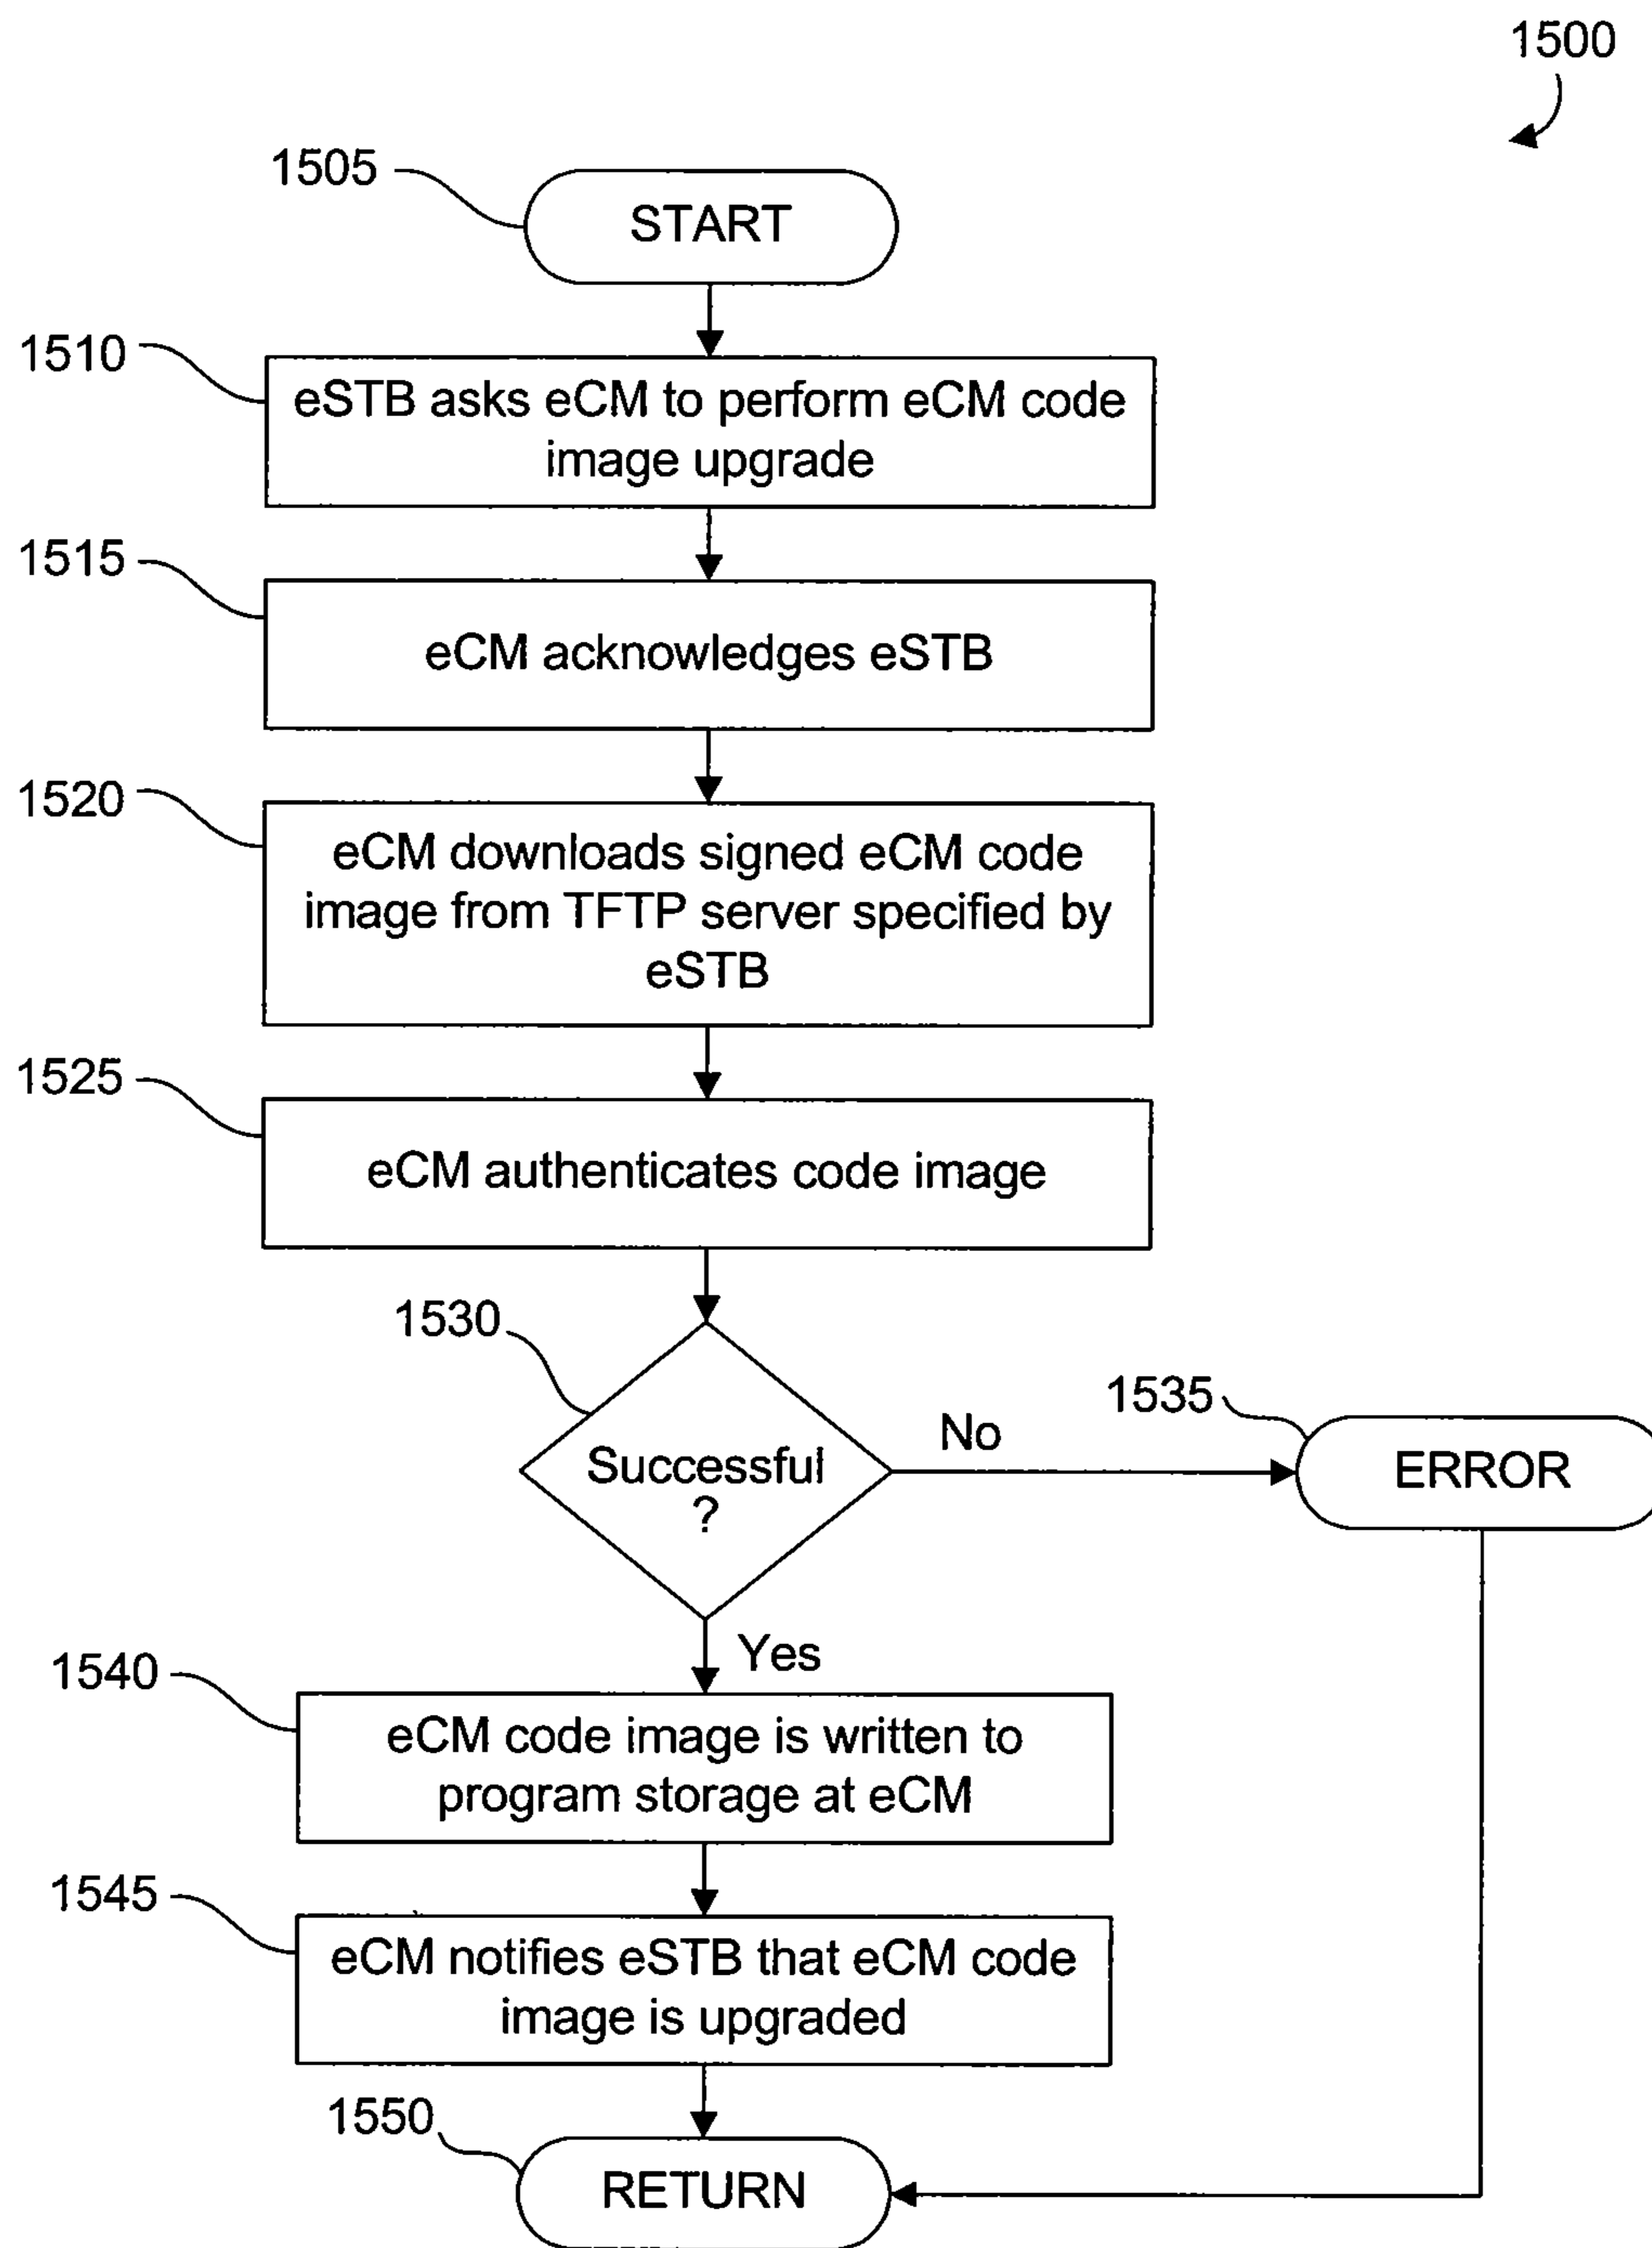 1500
1505
START
1510
eSTB asks eCM to perform eCM code
image upgrade
1515
eCM acknowledges eSTB
1520
eCM downloads signed eCM code
image from TFTP server specified by
eSTB
1525
eCM authenticates code image
1530
Successful
?
No
1535
ERROR
Yes
1540
eCM code image is written to
program storage at eCM
1545
eCM notifies eSTB that eCM code
image is upgraded
1550
RETURN